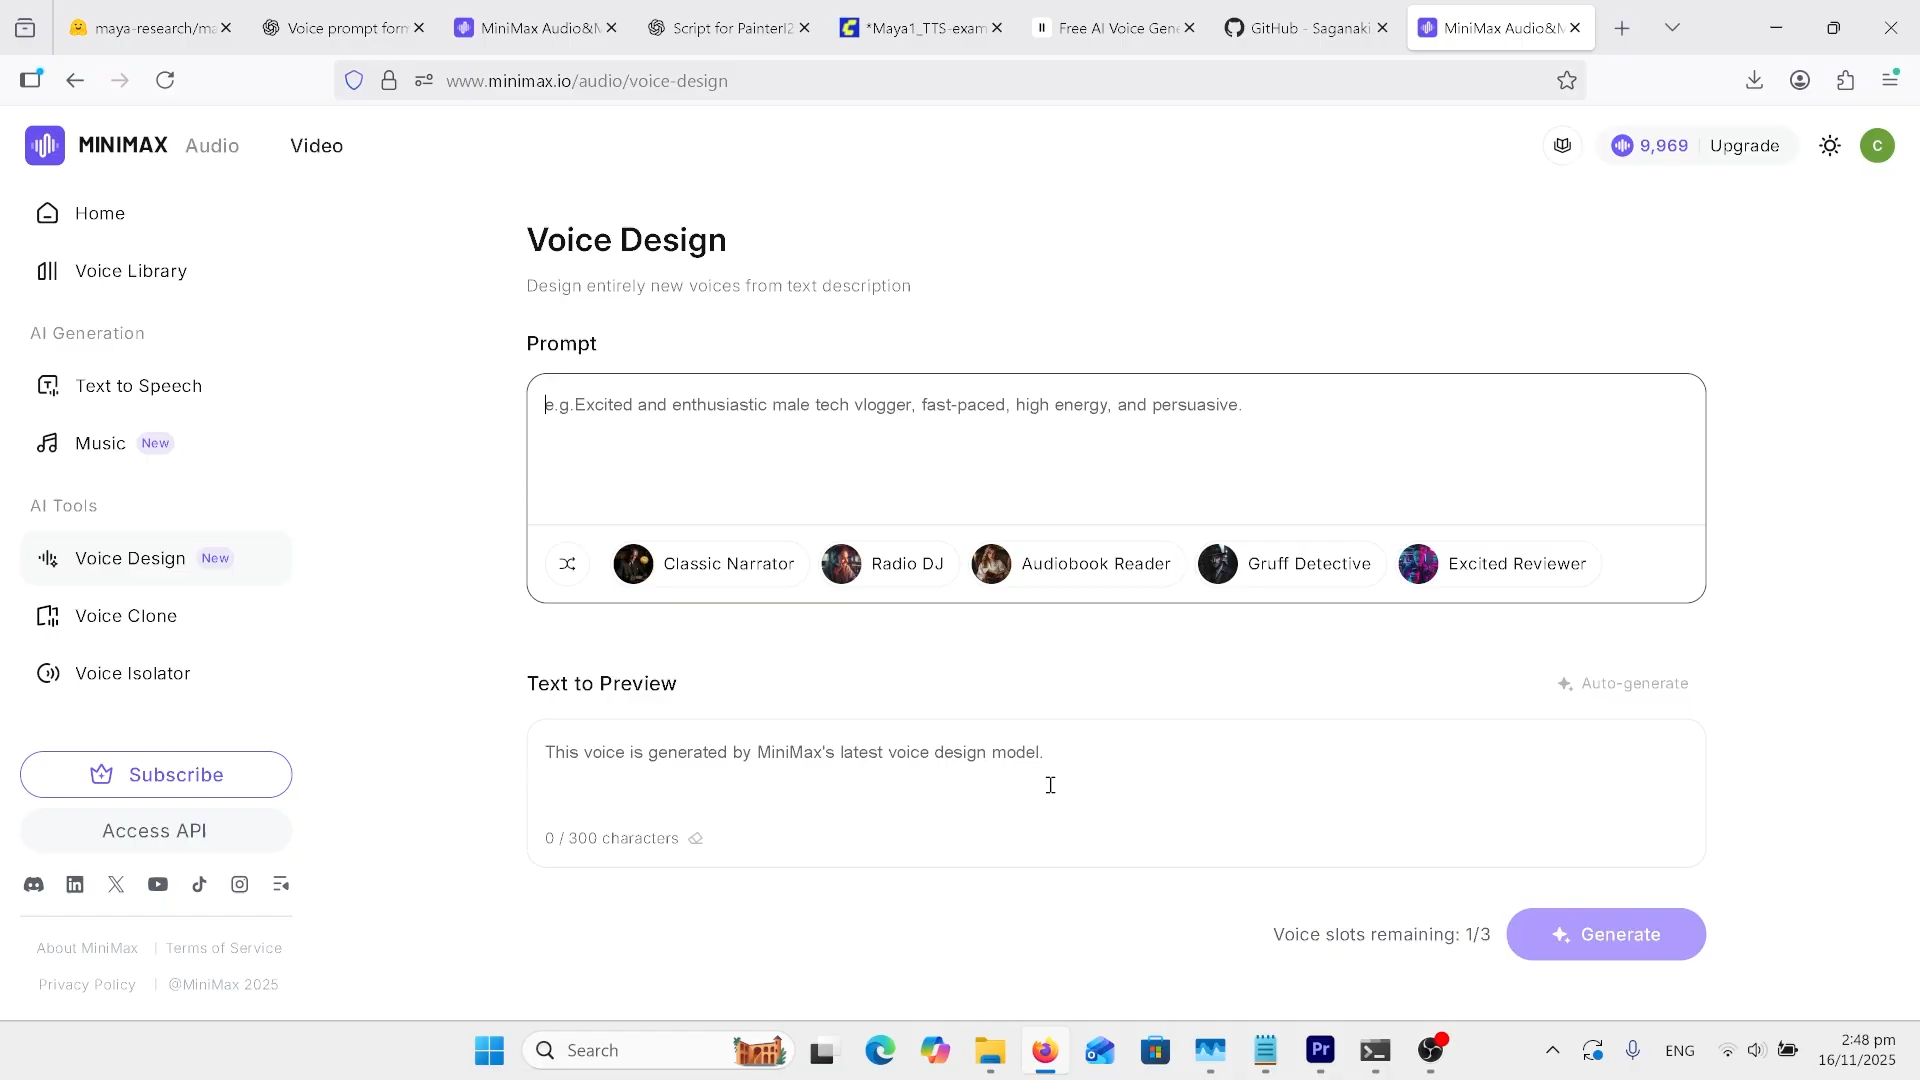 maya-research/ma
Voice prompt form
MiniMax Audio&M
Script for PainterI2
*Maya1_TTS-exam
Free AI Voice Gene
GitHub - Saganaki
MiniMax Audio&M
www.minimax.io/audio/voice-design
MINIMAX Audio
Video
9,969
Upgrade
C
Home
Voice Library
AI Generation
Text to Speech
Music New
AI Tools
Voice Design New
Voice Clone
Voice Isolator
Subscribe
Access API
About MiniMax | Terms of Service
Privacy Policy | @MiniMax 2025
Voice Design
Design entirely new voices from text description
Prompt
e.g.Excited and enthusiastic male tech vlogger, fast-paced, high energy, and persuasive.
Classic Narrator
Radio DJ
Audiobook Reader
Gruff Detective
Excited Reviewer
Text to Preview
Auto-generate
This voice is generated by MiniMax's latest voice design model.
0 / 300 characters
Voice slots remaining: 1/3
Generate
Search
Pr
ENG
2:48 pm
16/11/2025